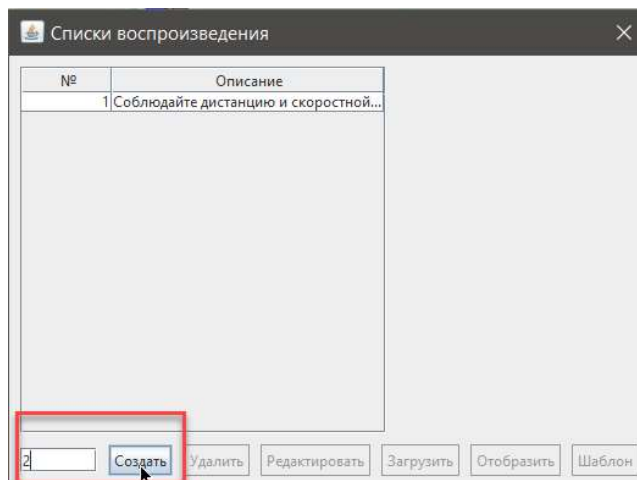 Списки воспроизведения
№ Описание
1 Соблюдайте дистанцию и скоростной...
2 Создать Удалить Редактировать Загрузить Отобразить Шаблон